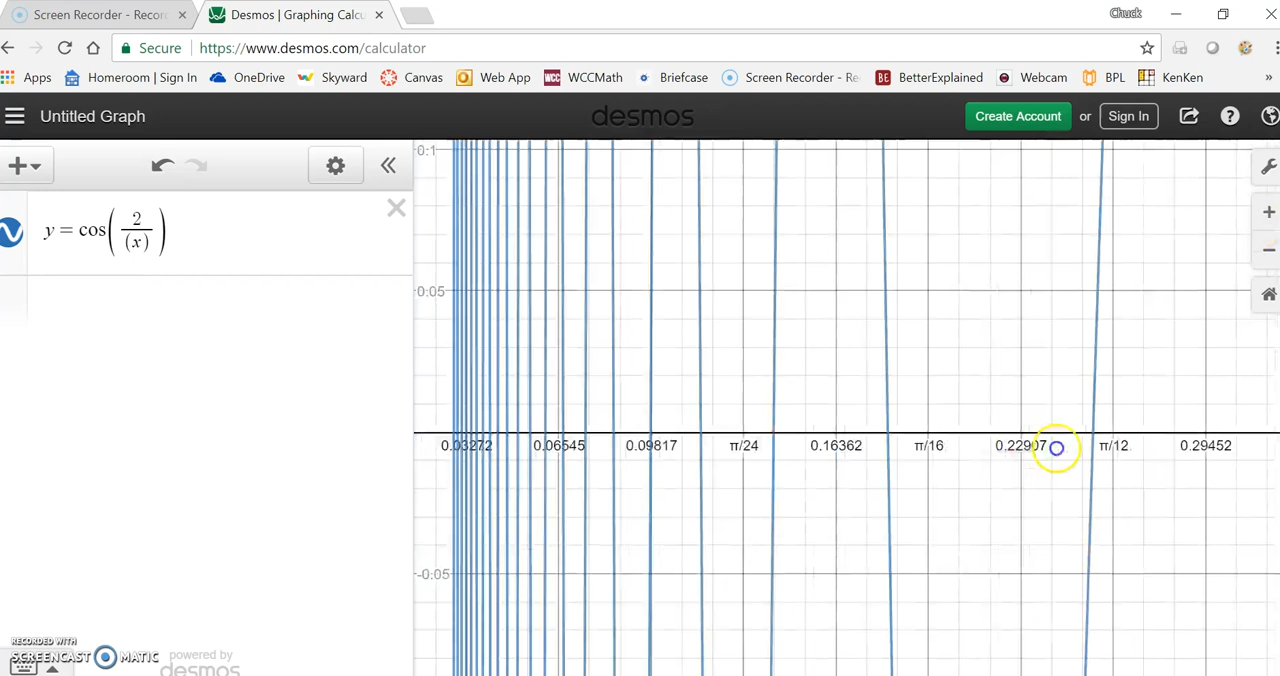 Screen Recorder - Record
Desmos | Graphing Calcu
Chuck
Secure
https://www.desmos.com/calculator
Apps
Homeroom | Sign In
OneDrive
Skyward
Canvas
Web App
WCC
WCCMath
Briefcase
Screen Recorder - Re
BE
BetterExplained
Webcam
BPL
KenKen
»
Untitled Graph
desmos
Create Account
or
Sign In
y = cos(2/(x))
0.1
0.05
-0.05
0.03272
0.06545
0.09817
π/24
0.16362
π/16
0.22907
π/12
0.29452
RECORDED WITH
SCREENCAST MATIC
powered by
desmos